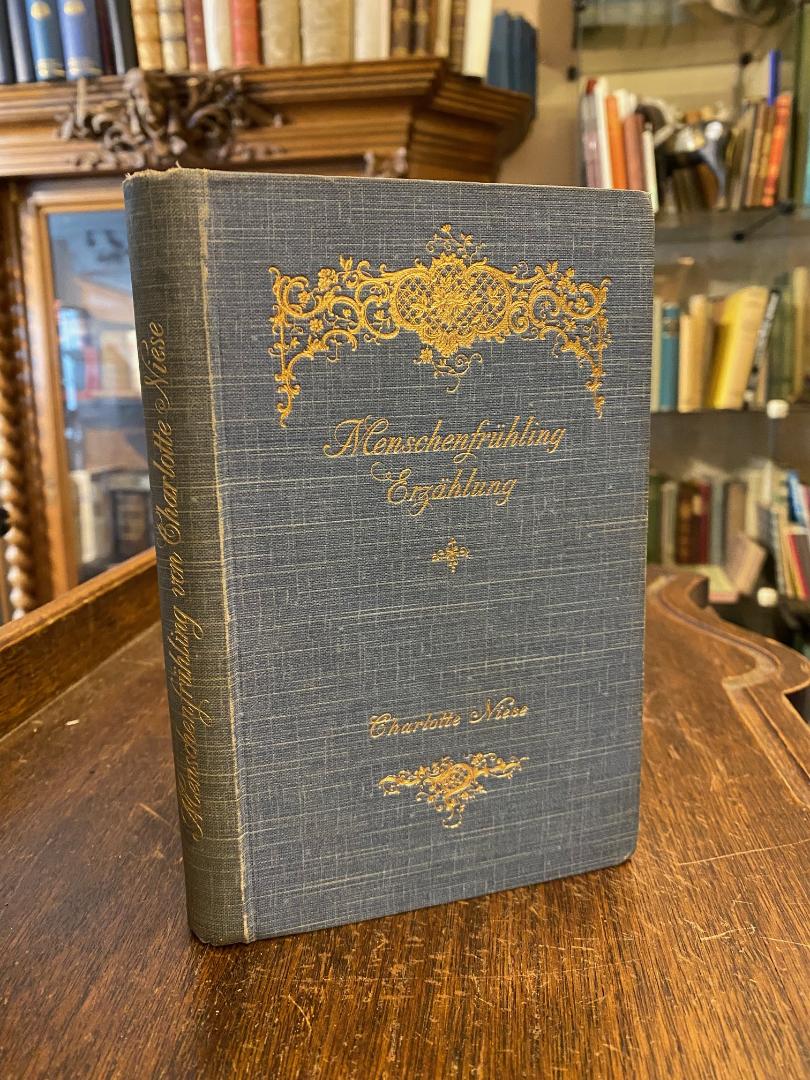 Menschenfrühling
Erzählung
Charlotte Niese
Menschenfrühling von Charlotte Niese